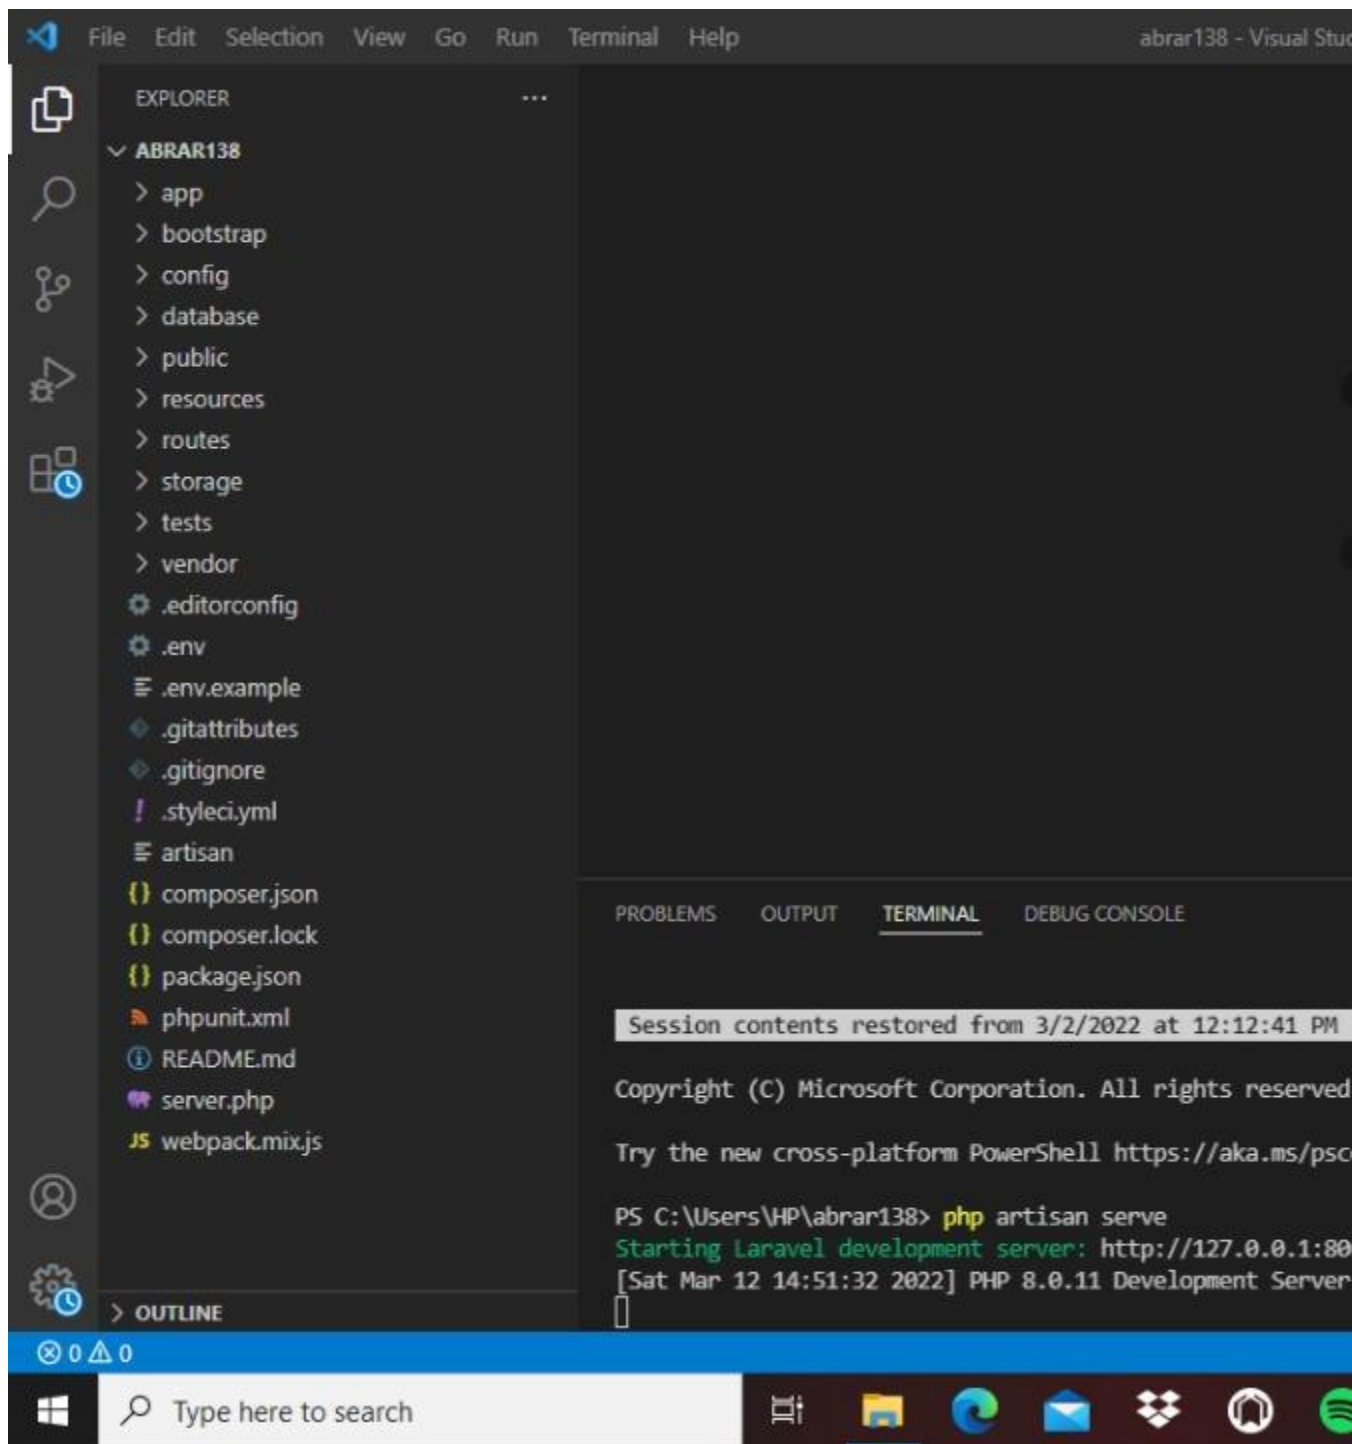 File Edit Selection View Go Run Terminal Help abrar138 - Visual Stud
EXPLORER ...
ABRAR138
app
bootstrap
config
database
public
resources
routes
storage
tests
vendor
.editorconfig
.env
.env.example
.gitattributes
.gitignore
.styleci.yml
artisan
composer.json
composer.lock
package.json
phpunit.xml
README.md
server.php
JS webpack.mix.js
OUTLINE
PROBLEMS OUTPUT TERMINAL DEBUG CONSOLE
Session contents restored from 3/2/2022 at 12:12:41 PM
Copyright (C) Microsoft Corporation. All rights reserved
Try the new cross-platform PowerShell https://aka.ms/psc
PS C:\Users\HP\abrar138> php artisan serve
Starting Laravel development server: http://127.0.0.1:80
[Sat Mar 12 14:51:32 2022] PHP 8.0.11 Development Server
0 0
Type here to search